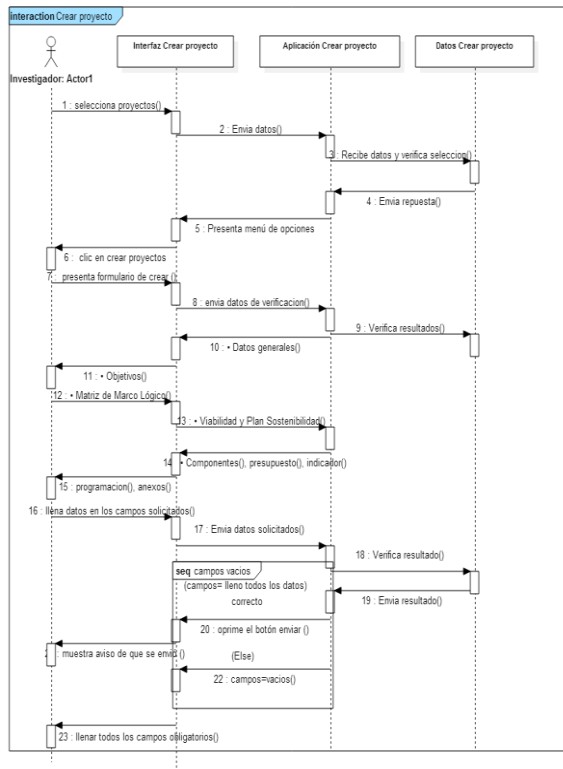 interaction Crear proyecto
Interfaz Crear proyecto
Aplicación Crear proyecto
Datos Crear proyecto
Investigador: Actor1
1 : selecciona proyectos()
2 : Envia datos()
3 : Recibe datos y verifica seleccion()
4 : Envia repuesta()
5 : Presenta menú de opciones
6 : clic en crear proyectos
7 : presenta formulario de crear ()
8 : envia datos de verificacion()
9 : Verifica resultados()
10 : • Datos generales()
11 : • Objetivos()
12 : • Matriz de Marco Lógico()
13 : • Viabilidad y Plan Sostenibilidad()
14 : • Componentes(), presupuesto(), indicador()
15 : programacion(), anexos()
16 : llena datos en los campos solicitados()
17 : Envia datos solicitados()
18 : Verifica resultado()
seq campos vacios
(campos= lleno todos los datos)
correcto
19 : Envia resultado()
20 : oprime el botón enviar ()
: muestra aviso de que se envio ()
(Else)
22 : campos=vacios()
23 : llenar todos los campos obligatorios()